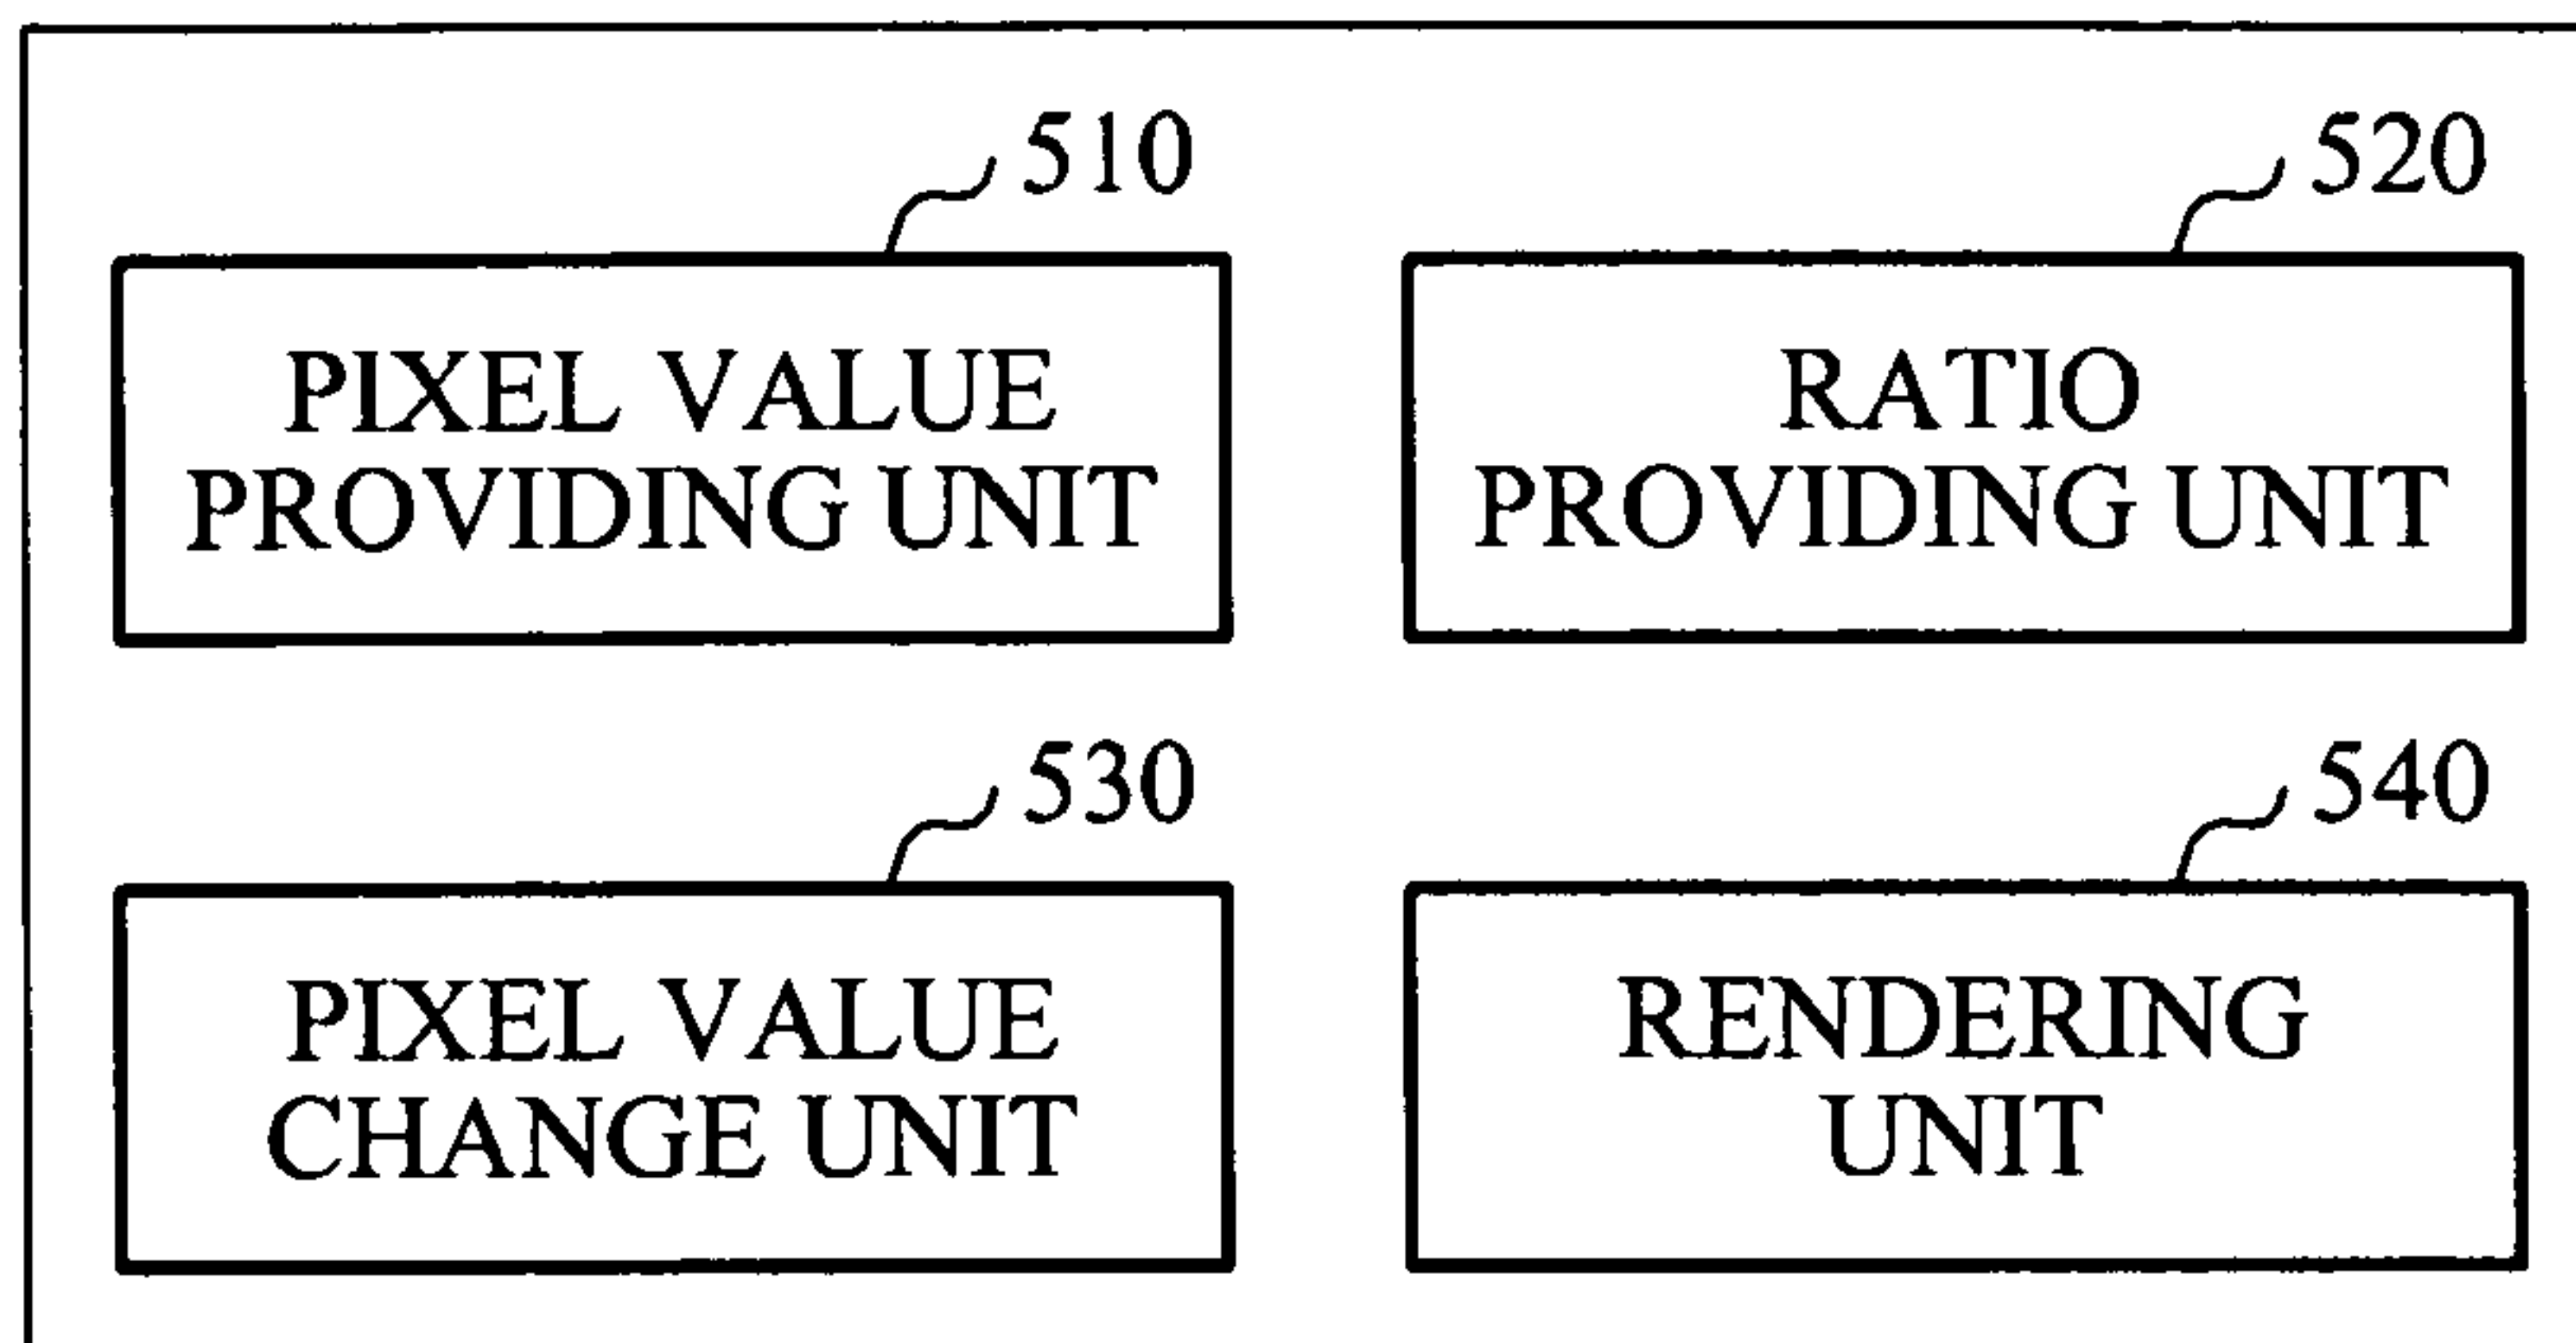 510
PIXEL VALUE
PROVIDING UNIT
520
RATIO
PROVIDING UNIT
530
PIXEL VALUE
CHANGE UNIT
540
RENDERING
UNIT